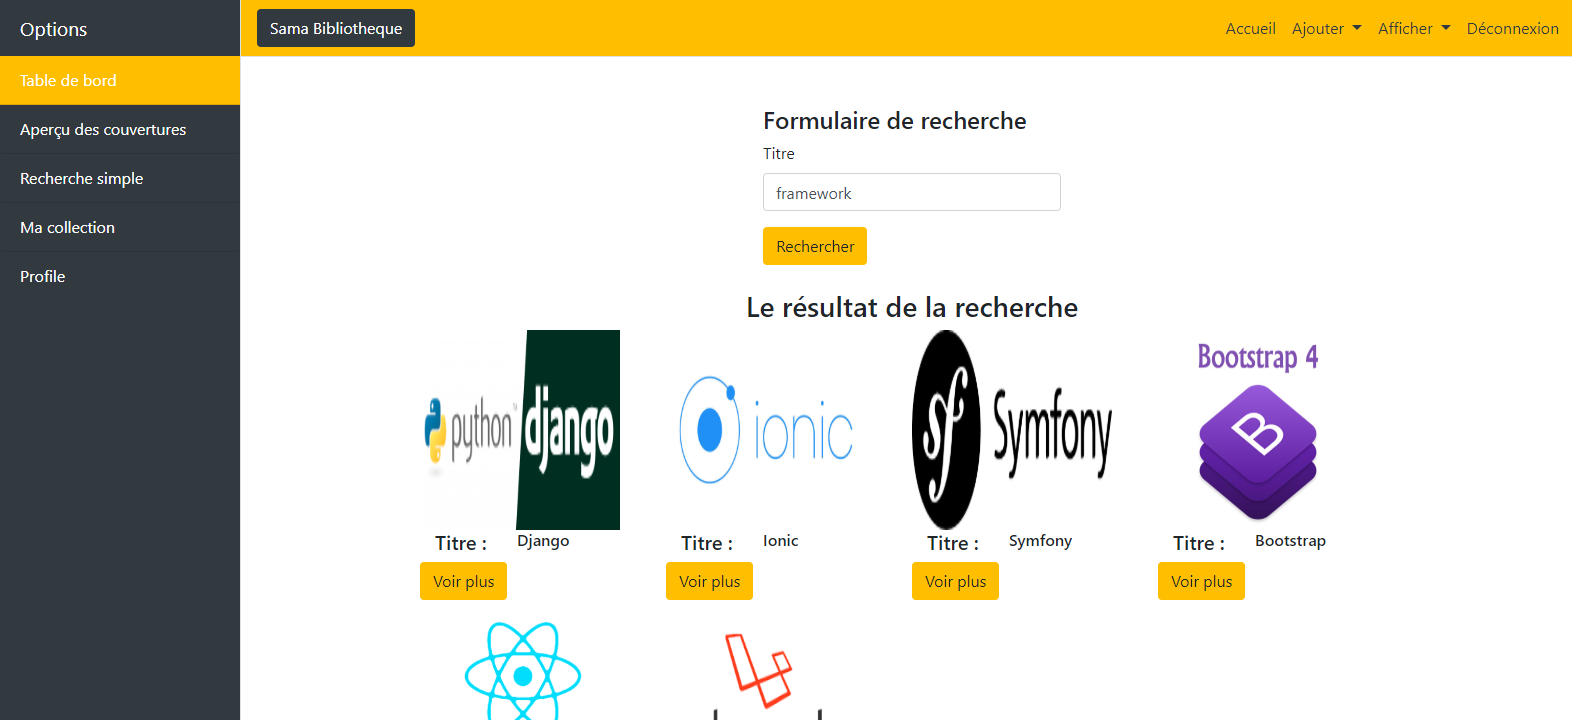 Options
Sama Bibliotheque
Accueil
Ajouter
Afficher
Déconnexion
Table de bord
Aperçu des couvertures
Recherche simple
Ma collection
Profile
Formulaire de recherche
Titre
framework
Rechercher
Le résultat de la recherche
python django
ionic
sf Symfony
Bootstrap 4
B
Titre : Django
Titre : Ionic
Titre : Symfony
Titre : Bootstrap
Voir plus
Voir plus
Voir plus
Voir plus